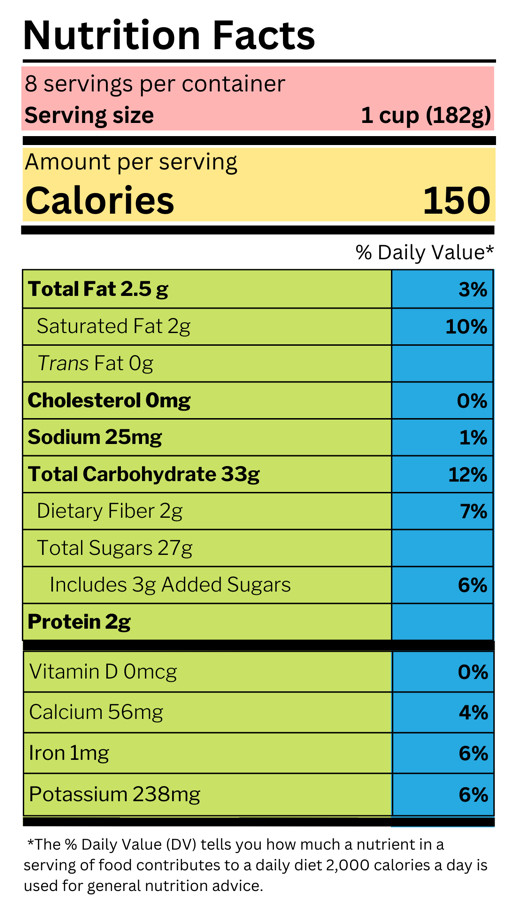 Nutrition Facts
8 servings per container
Serving size 1 cup (182g)
Amount per serving
Calories 150
% Daily Value*
Total Fat 2.5 g 3%
Saturated Fat 2g 10%
Trans Fat 0g
Cholesterol 0mg 0%
Sodium 25mg 1%
Total Carbohydrate 33g 12%
Dietary Fiber 2g 7%
Total Sugars 27g
Includes 3g Added Sugars 6%
Protein 2g
Vitamin D 0mcg 0%
Calcium 56mg 4%
Iron 1mg 6%
Potassium 238mg 6%
*The % Daily Value (DV) tells you how much a nutrient in a
serving of food contributes to a daily diet 2,000 calories a day is
used for general nutrition advice.